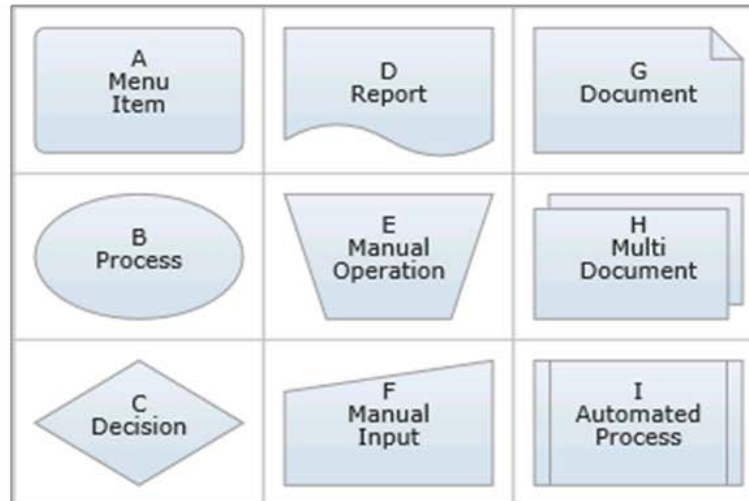 A
Menu
Item
D
Report
G
Document
B
Process
E
Manual
Operation
H
Multi
Document
C
Decision
F
Manual
Input
I
Automated
Process